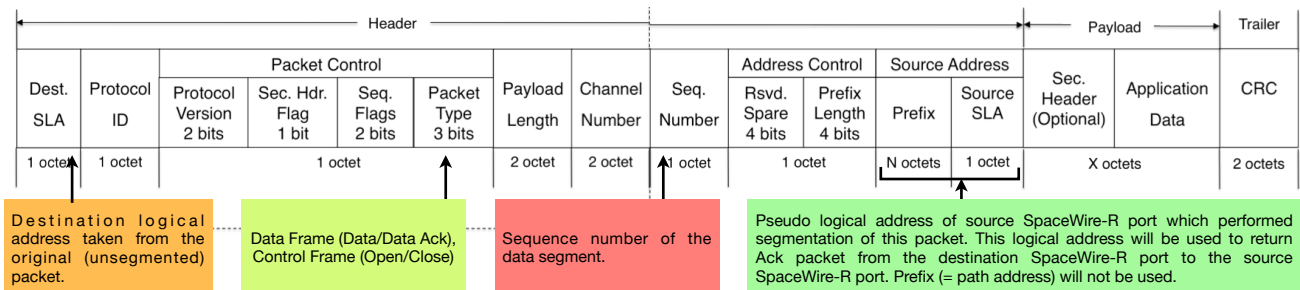 Header
Payload
Trailer
Packet Control
Address Control
Source Address
Dest.
SLA
Protocol
ID
Protocol
Version
2 bits
Sec. Hdr.
Flag
1 bit
Seq.
Flags
2 bits
Packet
Type
3 bits
Payload
Length
Channel
Number
Seq.
Number
Rsvd.
Spare
4 bits
Prefix
Length
4 bits
Prefix
Source
SLA
Sec.
Header
(Optional)
Application
Data
CRC
1 octet
1 octet
1 octet
2 octet
2 octet
1 octet
1 octet
N octets
1 octet
X octets
2 octets
Destination logical
address taken from the
original (unsegmented)
packet.
Data Frame (Data/Data Ack),
Control Frame (Open/Close)
Sequence number of the
data segment.
Pseudo logical address of source SpaceWire-R port which performed
segmentation of this packet. This logical address will be used to return
Ack packet from the destination SpaceWire-R port to the source
SpaceWire-R port. Prefix (= path address) will not be used.